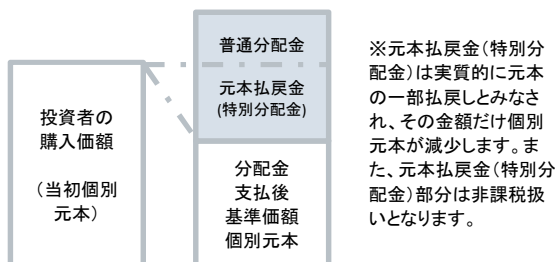 投資者の
購入価額
(当初個別
元本)
普通分配金
元本払戻金
(特別分配金)
分配金
支払後
基準価額
個別元本
※元本払戻金(特別分
配金)は実質的に元本
の一部払戻しとみなさ
れ、その金額だけ個別
元本が減少します。ま
た、元本払戻金(特別分
配金)部分は非課税扱
いとなります。